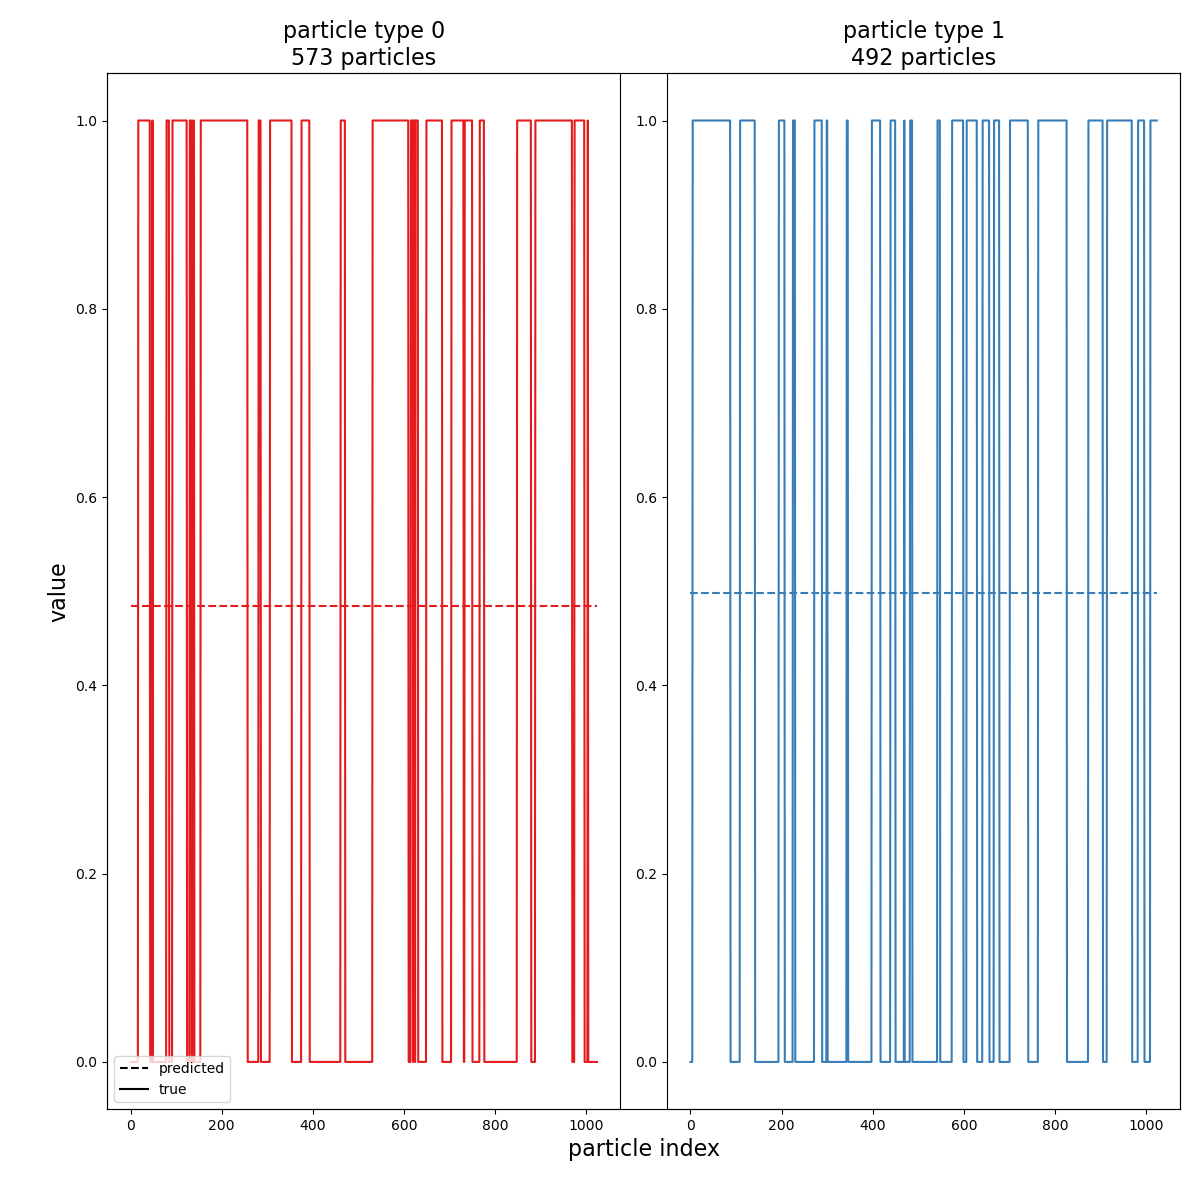 particle type 0
573 particles
particle type 1
492 particles
1.0
0.8
0.6
0.4
0.2
0.0
1.0
0.8
0.6
0.4
0.2
0.0
value
predicted
true
0 200 400 600 800 1000
0 200 400 600 800 1000
particle index